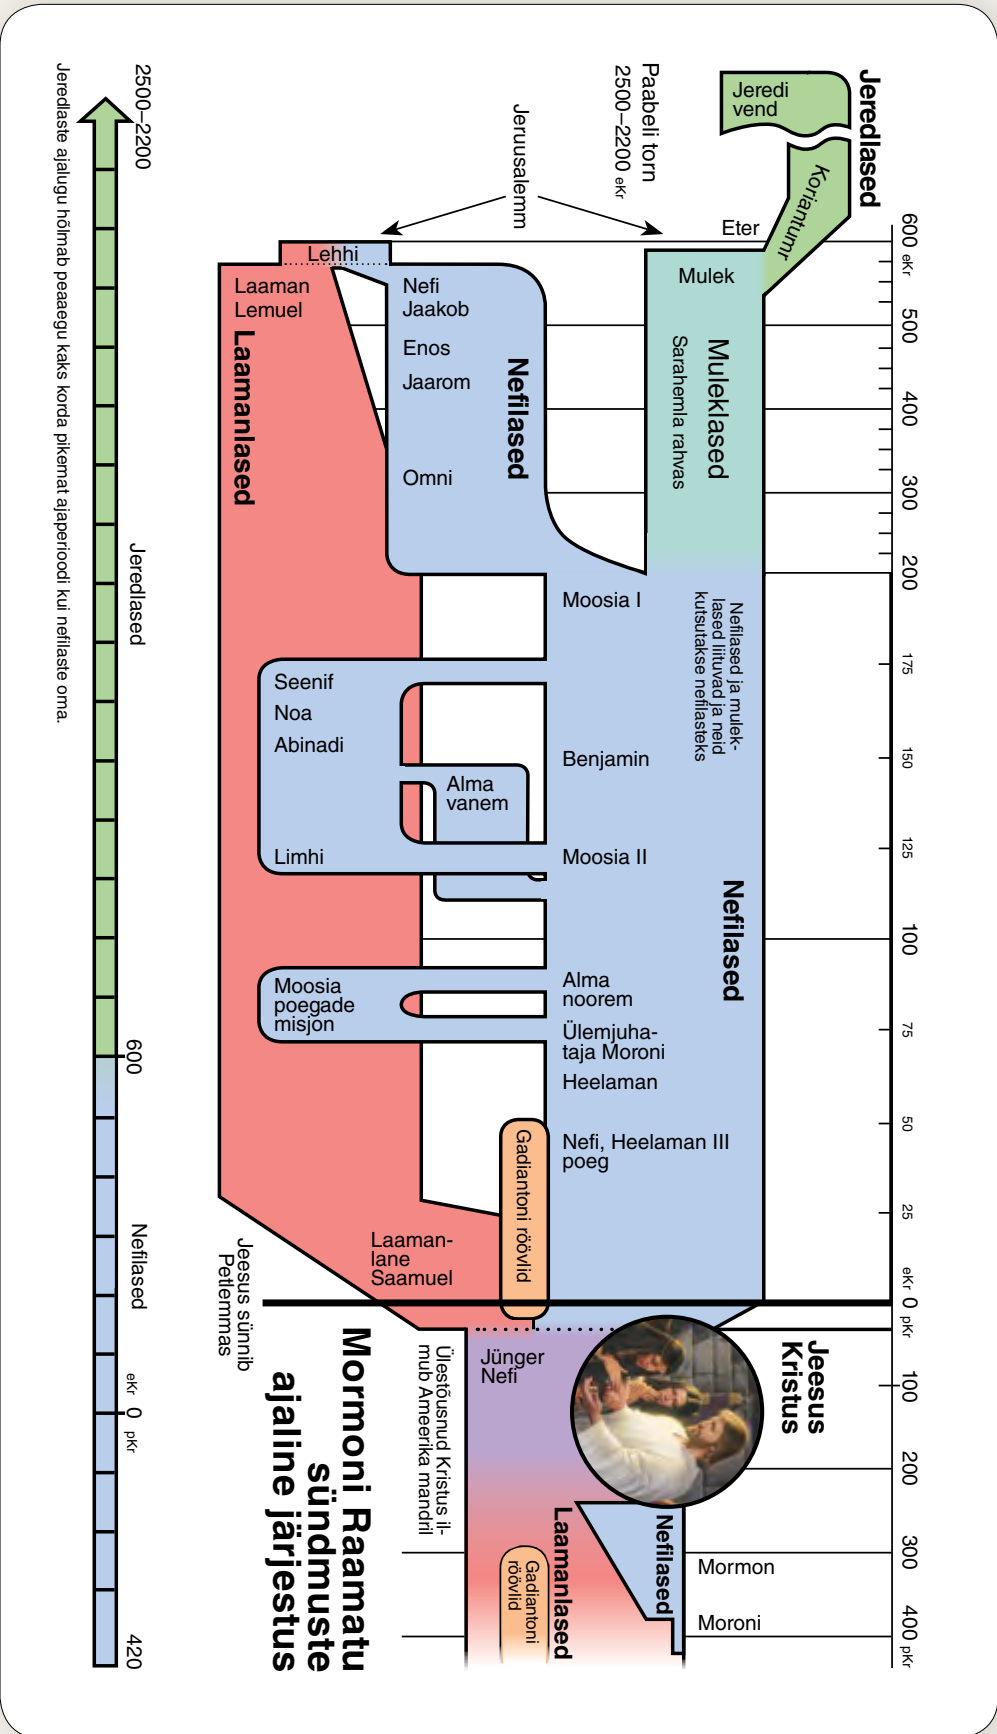 Jeredlased
Jeredi
vend
Koriantumr
Paabeli torn
2500–2200 eKr
Jeruusalemm
Eter
600 eKr
500
400
300
200
175
150
125
100
75
50
25
eKr 0 pKr
100
200
300
400 pKr
Mulek
Muleklased
Sarahemla rahvas
Lehhi
Laaman
Lemuel
Laamanlased
Nefi
Jaakob
Enos
Jaarom
Omni
Nefilased
Moosia I
Nefilased ja mulek-
lased liituvad ja neid
kutsutakse nefilasteks
Seenif
Noa
Abinadi
Limhi
Alma
vanem
Benjamin
Moosia II
Nefilased
Moosia
poegade
misjon
Alma
noorem
Ülemjuha-
taja Moroni
Heelaman
Nefi, Heelaman III
poeg
Gadiantoni röövlid
Laaman-
lane
Saamuel
Jeesus sünnib
Petlemmas
Jeesus
Kristus
Jünger
Nefi
Ülestõusnud Kristus il-
mub Ameerika mandril
Nefilased
Laamanlased
Gadiantoni
röövlid
Mormon
Moroni
Mormoni Raamatu
sündmuste
ajaline järjestus
2500–2200
Jeredlased
600
Nefilased
eKr 0 pKr
420
Jeredlaste ajalugu hõlmab peaaegu kaks korda pikemat ajaperioodi kui nefilaste oma.